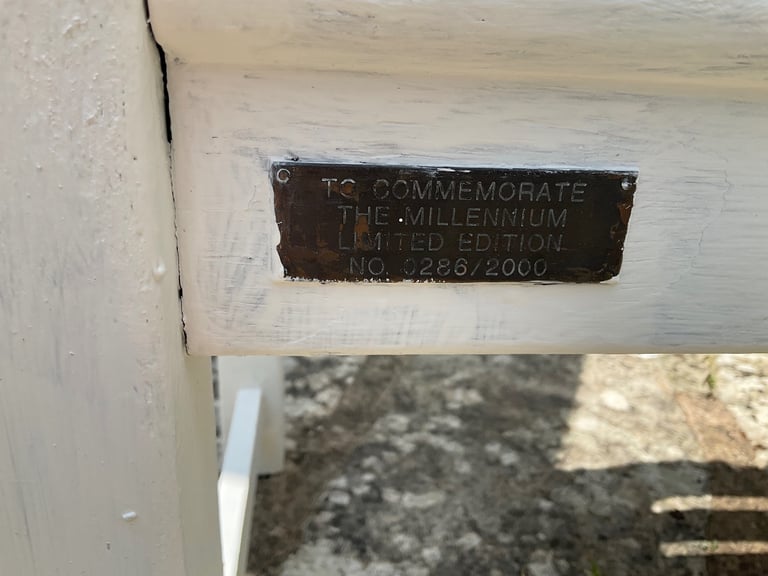 TO COMMEMORATE
THE MILLENNIUM
LIMITED EDITION
NO. 0286/2000